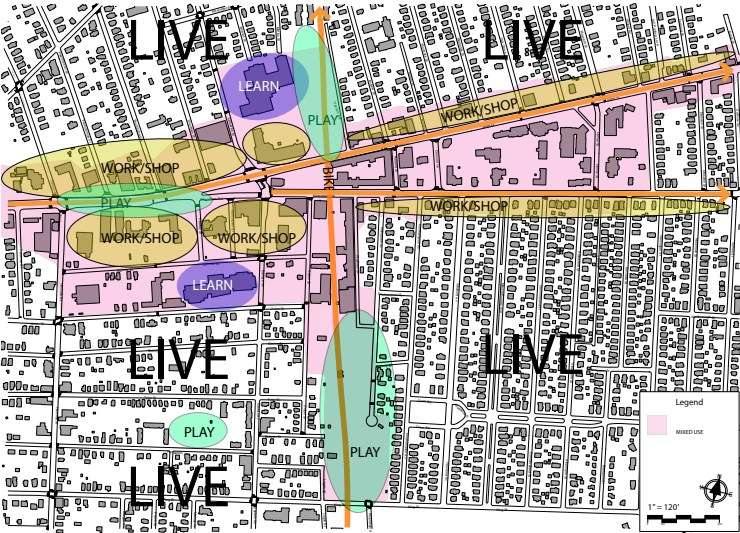 LIVE
LIVE
LEARN
PLAY
WORK/SHOP
WORK/SHOP
BIKE
PLAY
WORK/SHOP
WORK/SHOP
WORK/SHOP
LEARN
LIVE
LIVE
PLAY
PLAY
LIVE
Legend
MIXED USE
1" = 120'